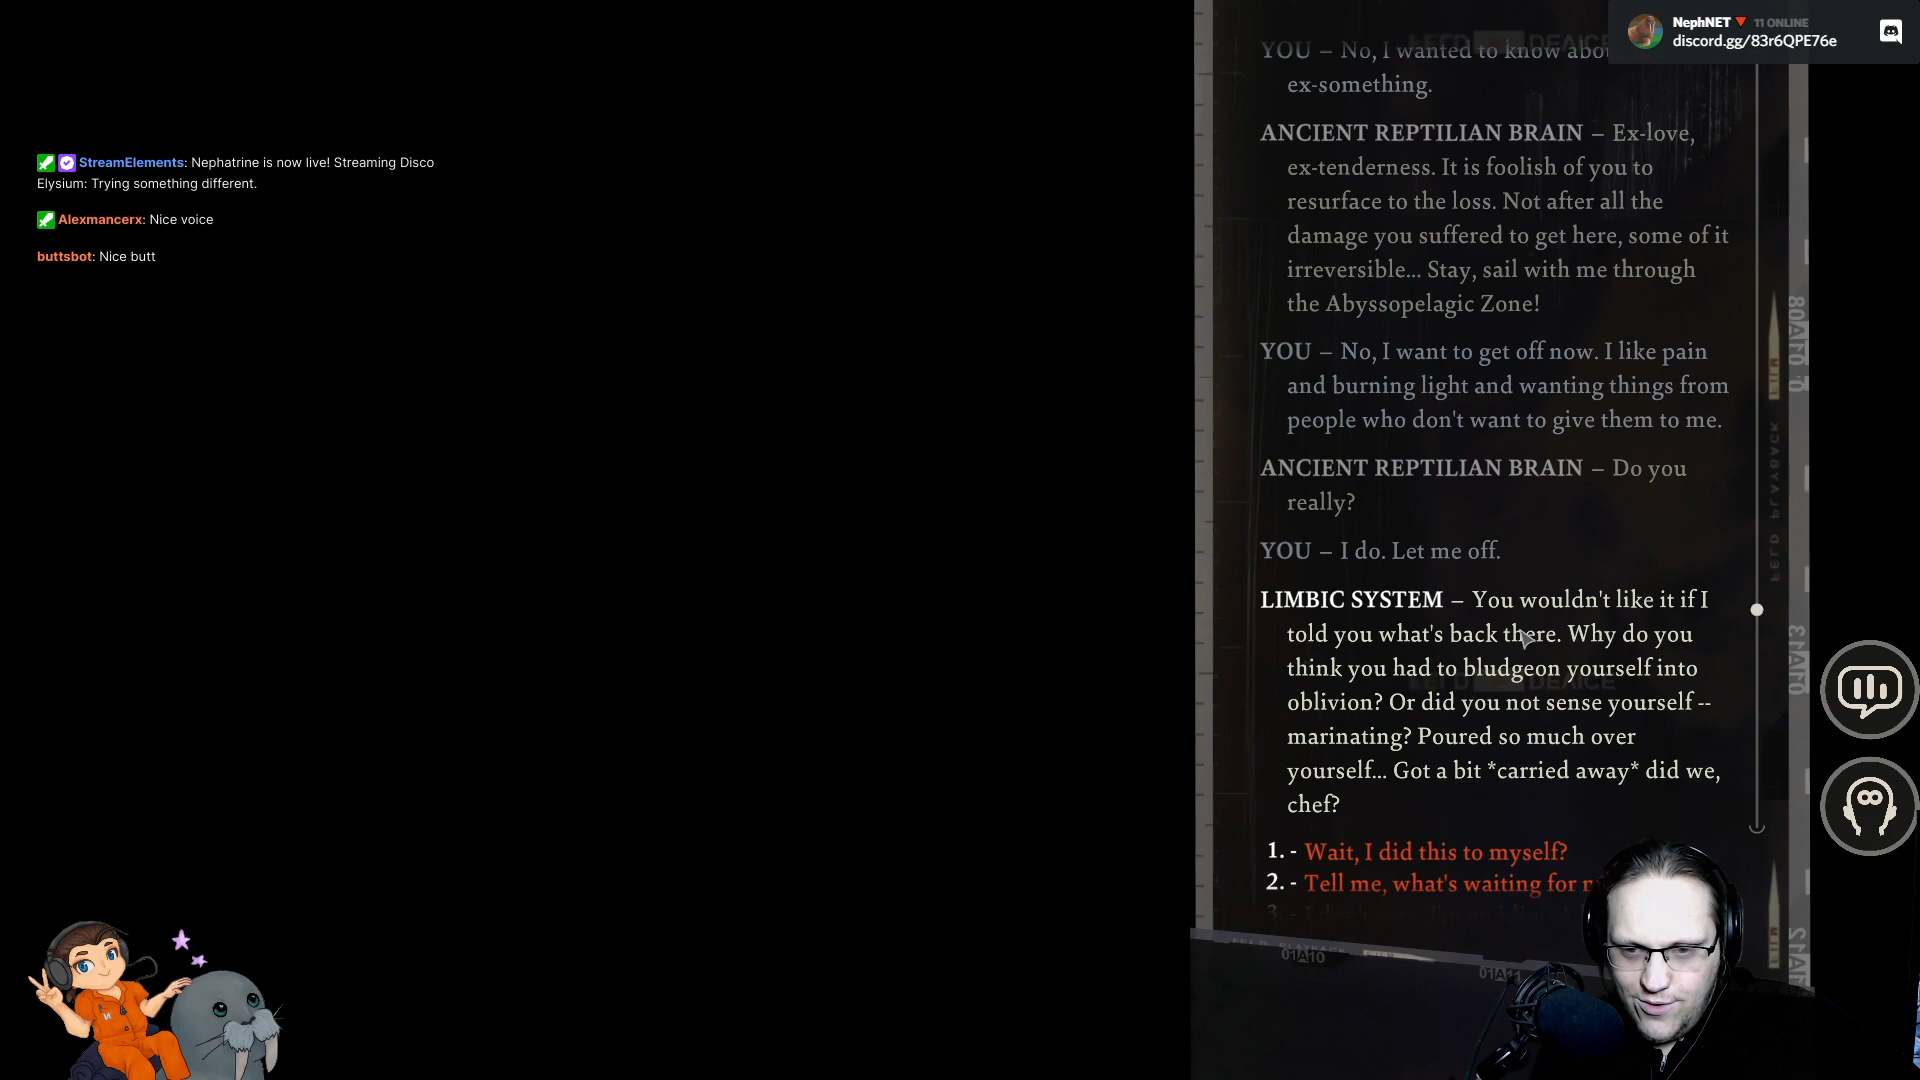 NephNET 11 ONLINE
discord.gg/83r6QPE76e
StreamElements: Nephatrine is now live! Streaming Disco
Elysium: Trying something different.
Alexmancerx: Nice voice
buttsbot: Nice butt
YOU – No, I wanted to know
ex-something.
ANCIENT REPTILIAN BRAIN – Ex-love,
ex-tenderness. It is foolish of you to
resurface to the loss. Not after all the
damage you suffered to get here, some of it
irreversible... Stay, sail with me through
the Abyssopelagic Zone!
YOU – No, I want to get off now. I like pain
and burning light and wanting things from
people who don't want to give them to me.
ANCIENT REPTILIAN BRAIN – Do you
really?
YOU – I do. Let me off.
LIMBIC SYSTEM – You wouldn't like it if I
told you what's back there. Why do you
think you had to bludgeon yourself into
oblivion? Or did you not sense yourself --
marinating? Poured so much over
yourself... Got a bit *carried away* did we,
chef?
1. - Wait, I did this to myself?
2. - Tell me, what's waiting for
3. -
FELD PLAYBACK
01A10